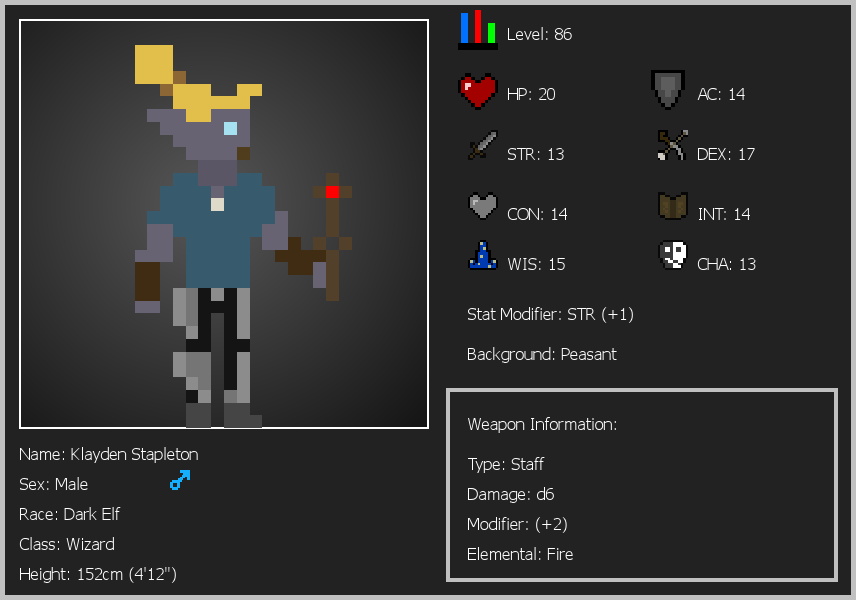 Level: 86
HP: 20
AC: 14
STR: 13
DEX: 17
CON: 14
INT: 14
WIS: 15
CHA: 13
Stat Modifier: STR (+1)
Background: Peasant
Weapon Information:
Type: Staff
Damage: d6
Modifier: (+2)
Elemental: Fire
Name: Klayden Stapleton
Sex: Male
Race: Dark Elf
Class: Wizard
Height: 152cm (4'12")